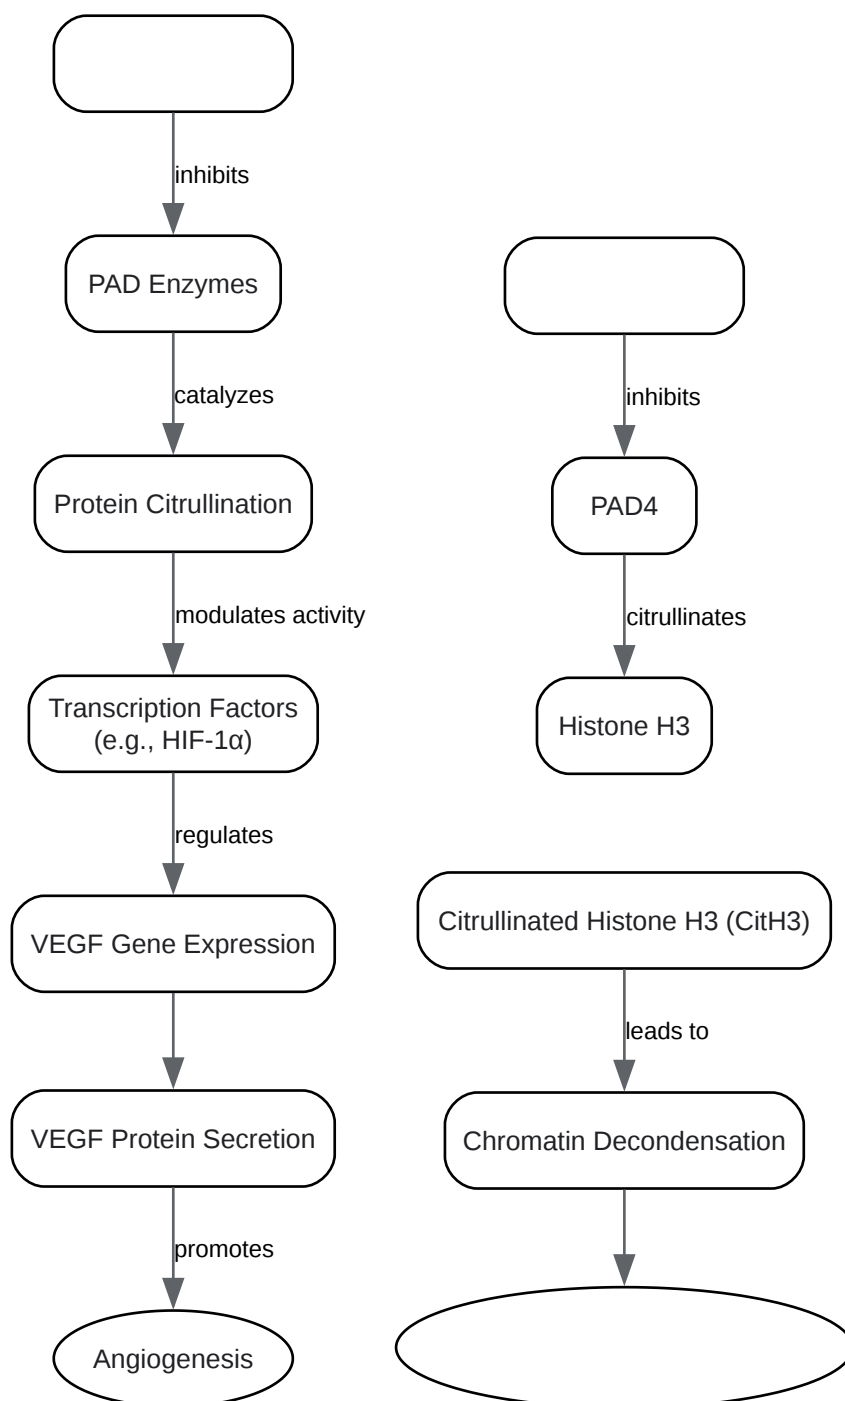 inhibits
PAD Enzymes
catalyzes
Protein Citrullination
modulates activity
Transcription Factors
(e.g., HIF-1α)
regulates
VEGF Gene Expression
VEGF Protein Secretion
promotes
Angiogenesis
inhibits
PAD4
citrullinates
Histone H3
Citrullinated Histone H3 (CitH3)
leads to
Chromatin Decondensation